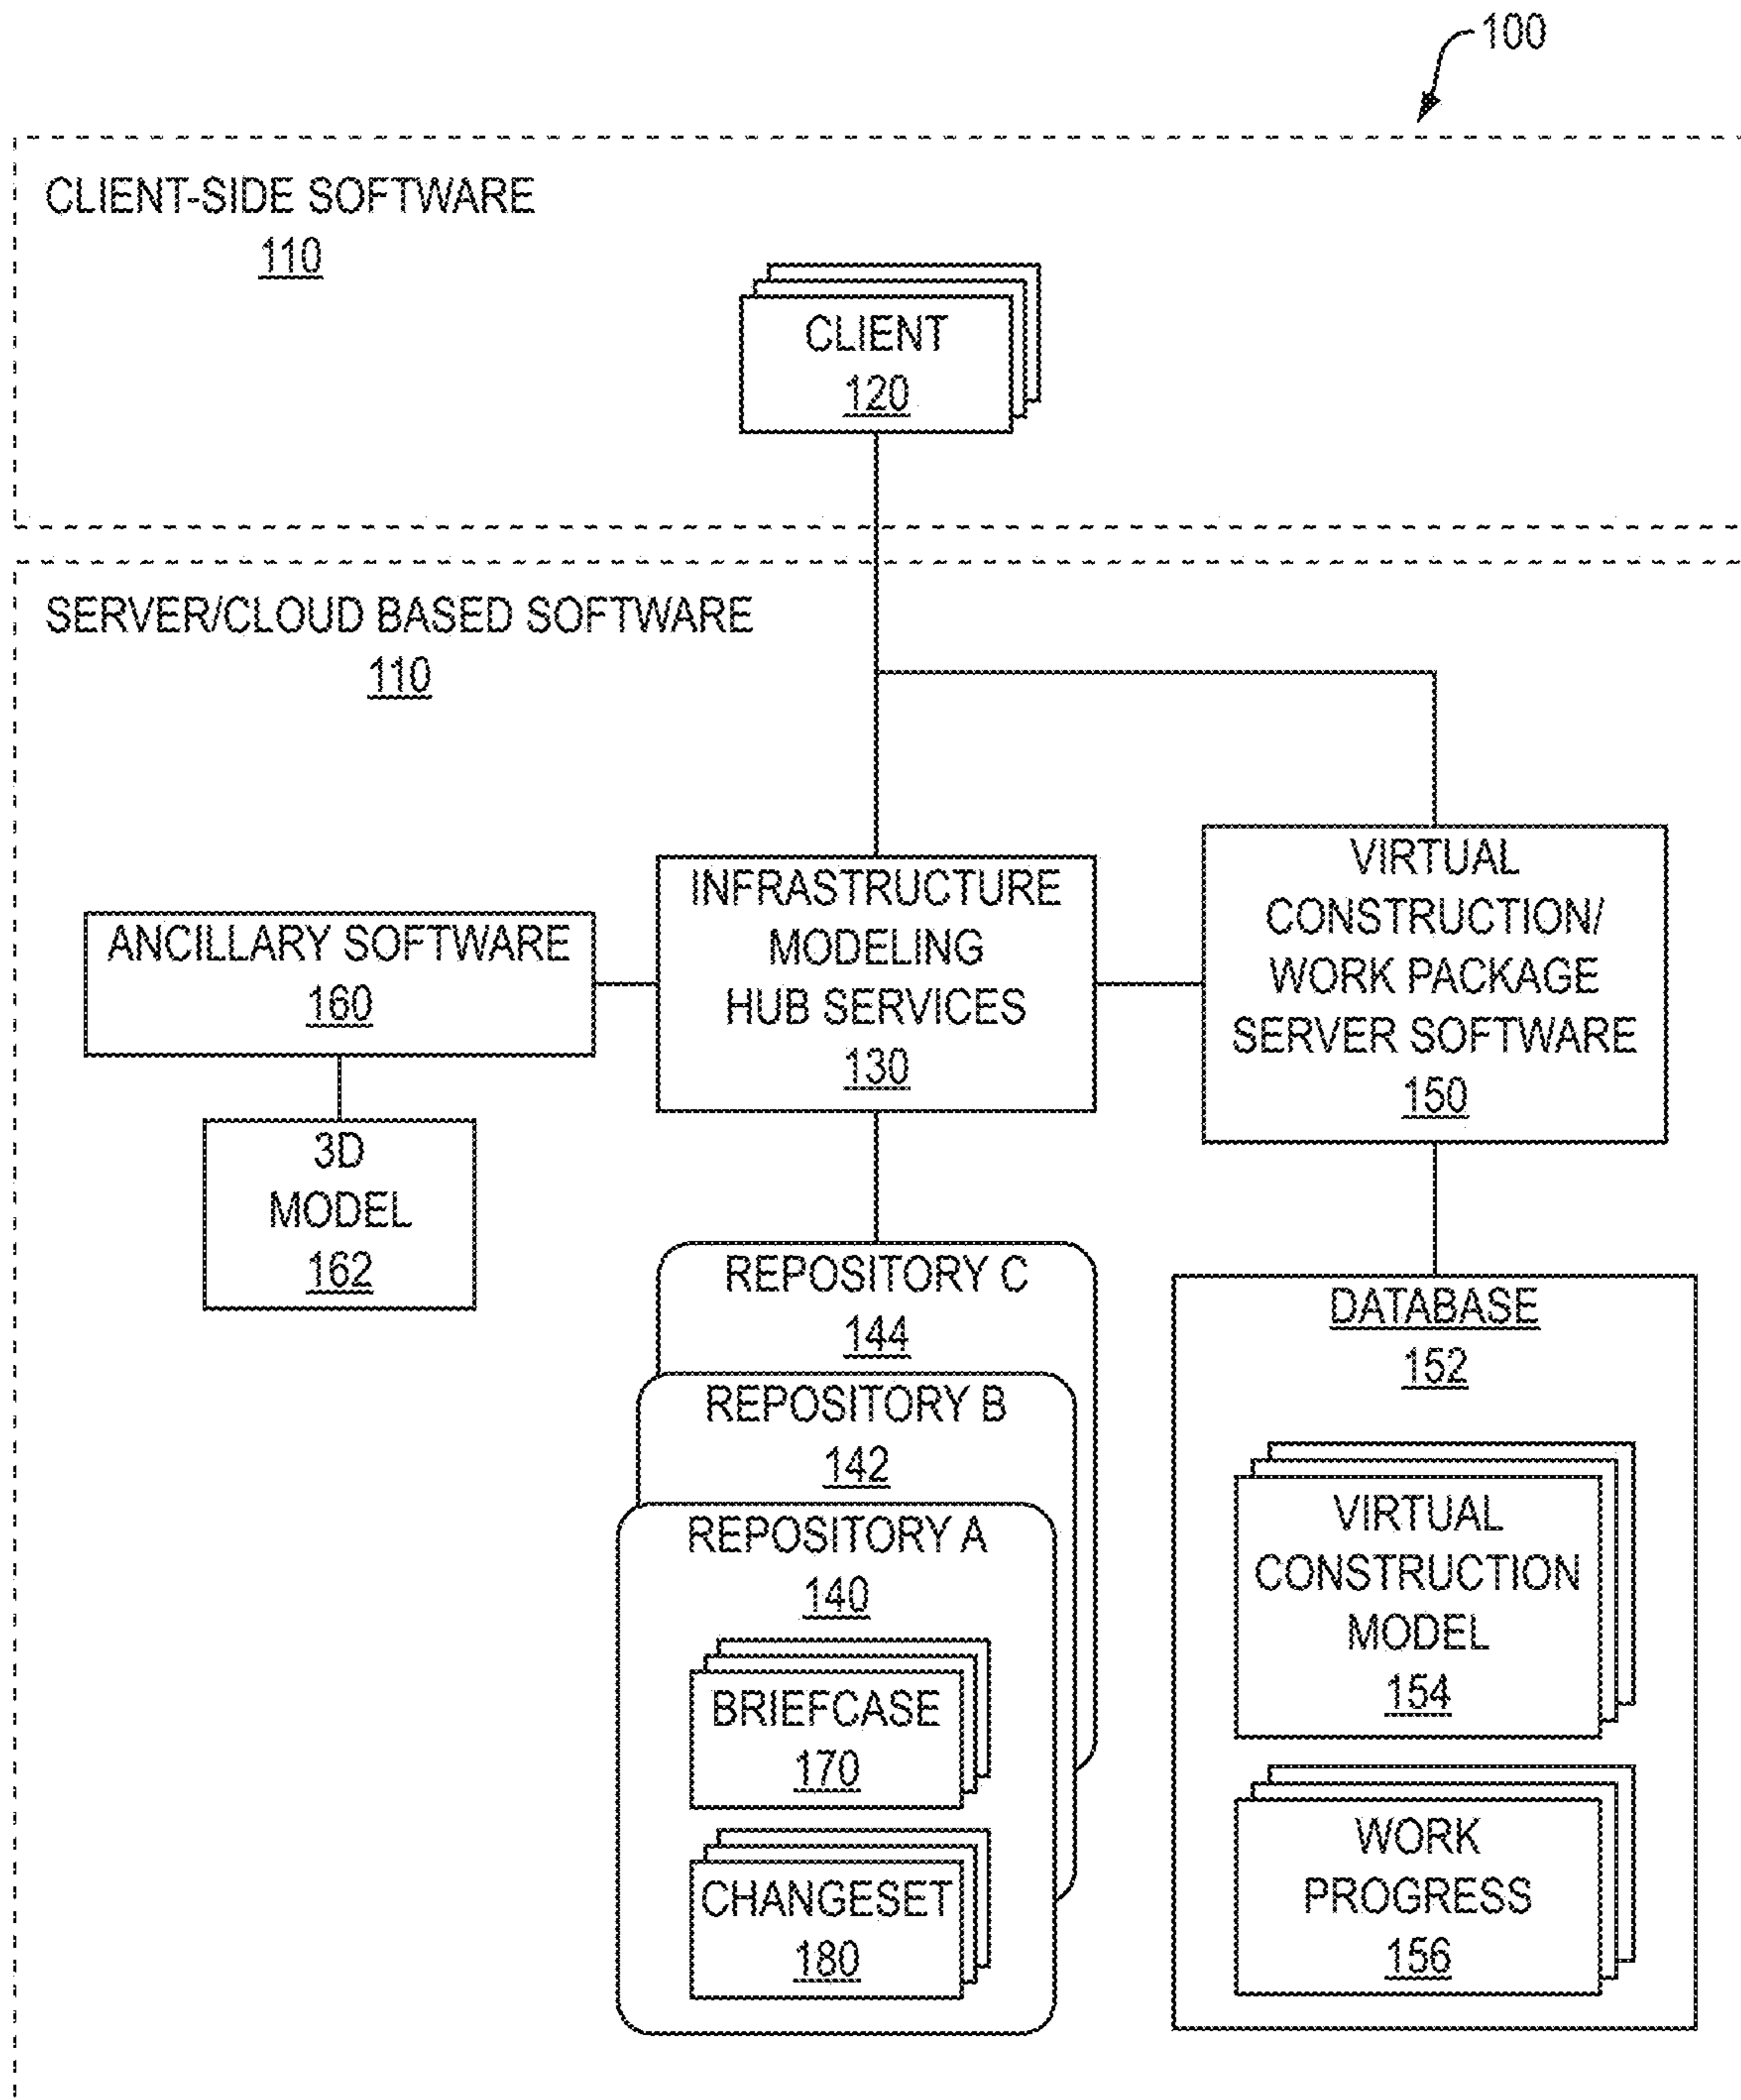 100
CLIENT-SIDE SOFTWARE
110
CLIENT
120
SERVER/CLOUD BASED SOFTWARE
110
ANCILLARY SOFTWARE
160
3D
MODEL
162
INFRASTRUCTURE
MODELING
HUB SERVICES
130
VIRTUAL
CONSTRUCTION/
WORK PACKAGE
SERVER SOFTWARE
150
REPOSITORY C
144
REPOSITORY B
142
REPOSITORY A
140
BRIEFCASE
170
CHANGESET
180
DATABASE
152
VIRTUAL
CONSTRUCTION
MODEL
154
WORK
PROGRESS
156